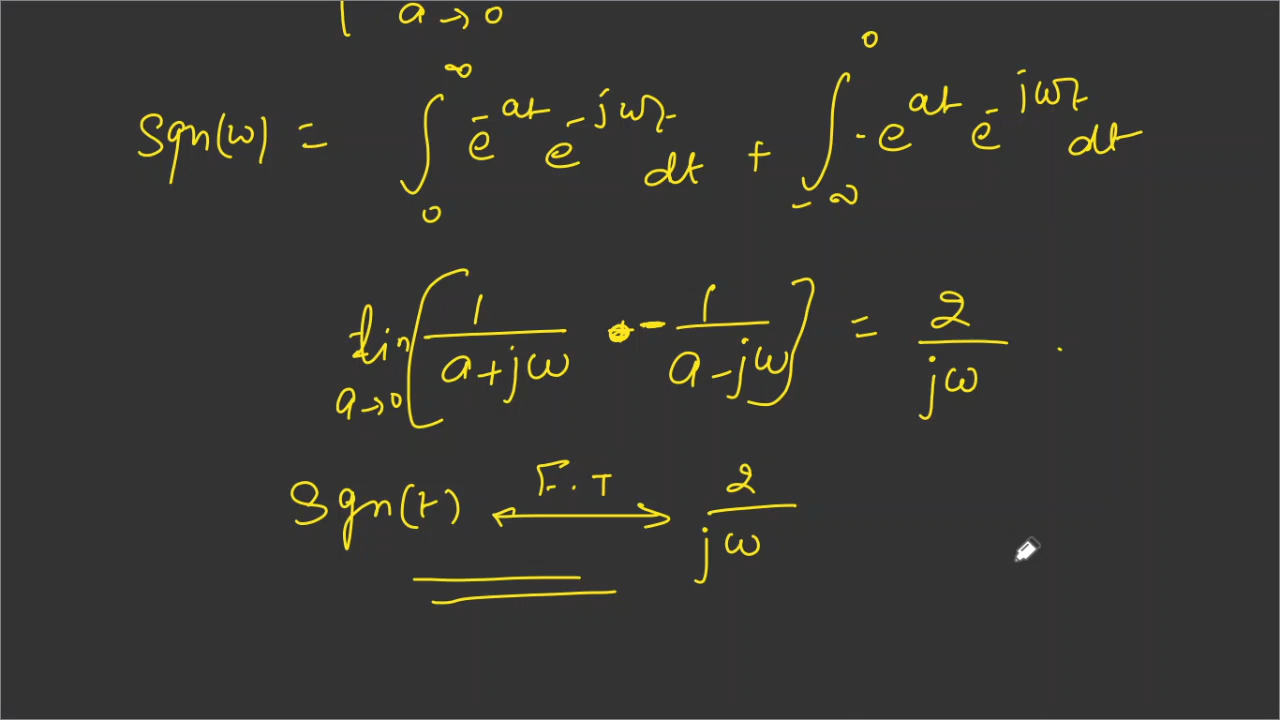 a→0
Sgn(ω) = ∫₀^∞ e^-at e^-jωt dt + ∫_-∞^0 -e^at e^-jωt dt
lim a→0 [1/(a+jω) - 1/(a-jω)] = 2/jω .
Sgn(t) ←F.T→ 2/jω